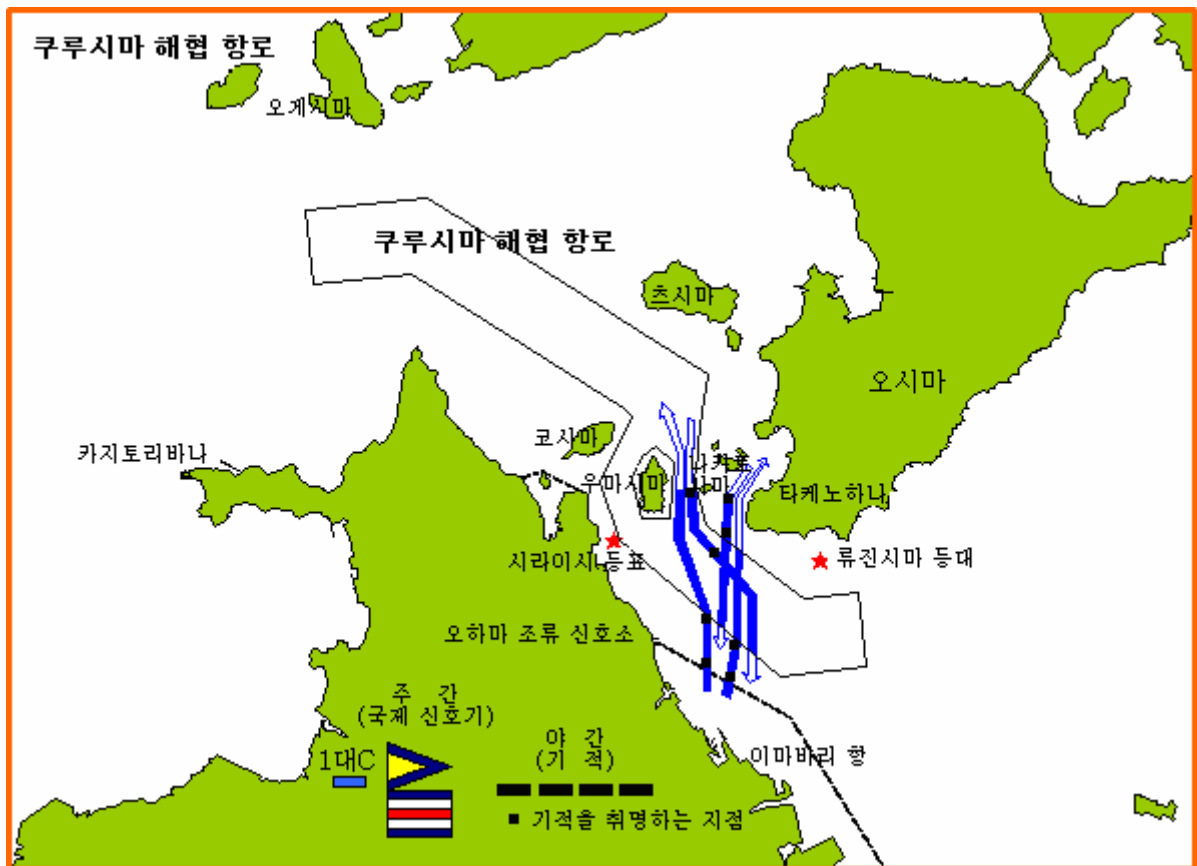 쿠루시마 해협 항로
오게시마
쿠루시마 해협 항로
츠시마
오시마
코시마
카지토리바나
우마시마
타케노하나
시라이시 등표
류진시마 등대
오하마 조류 신호소
주 간
(국제 신호기)
야 간
(기 적)
1대C
이마바리 항
■ 기적을 취명하는 지점